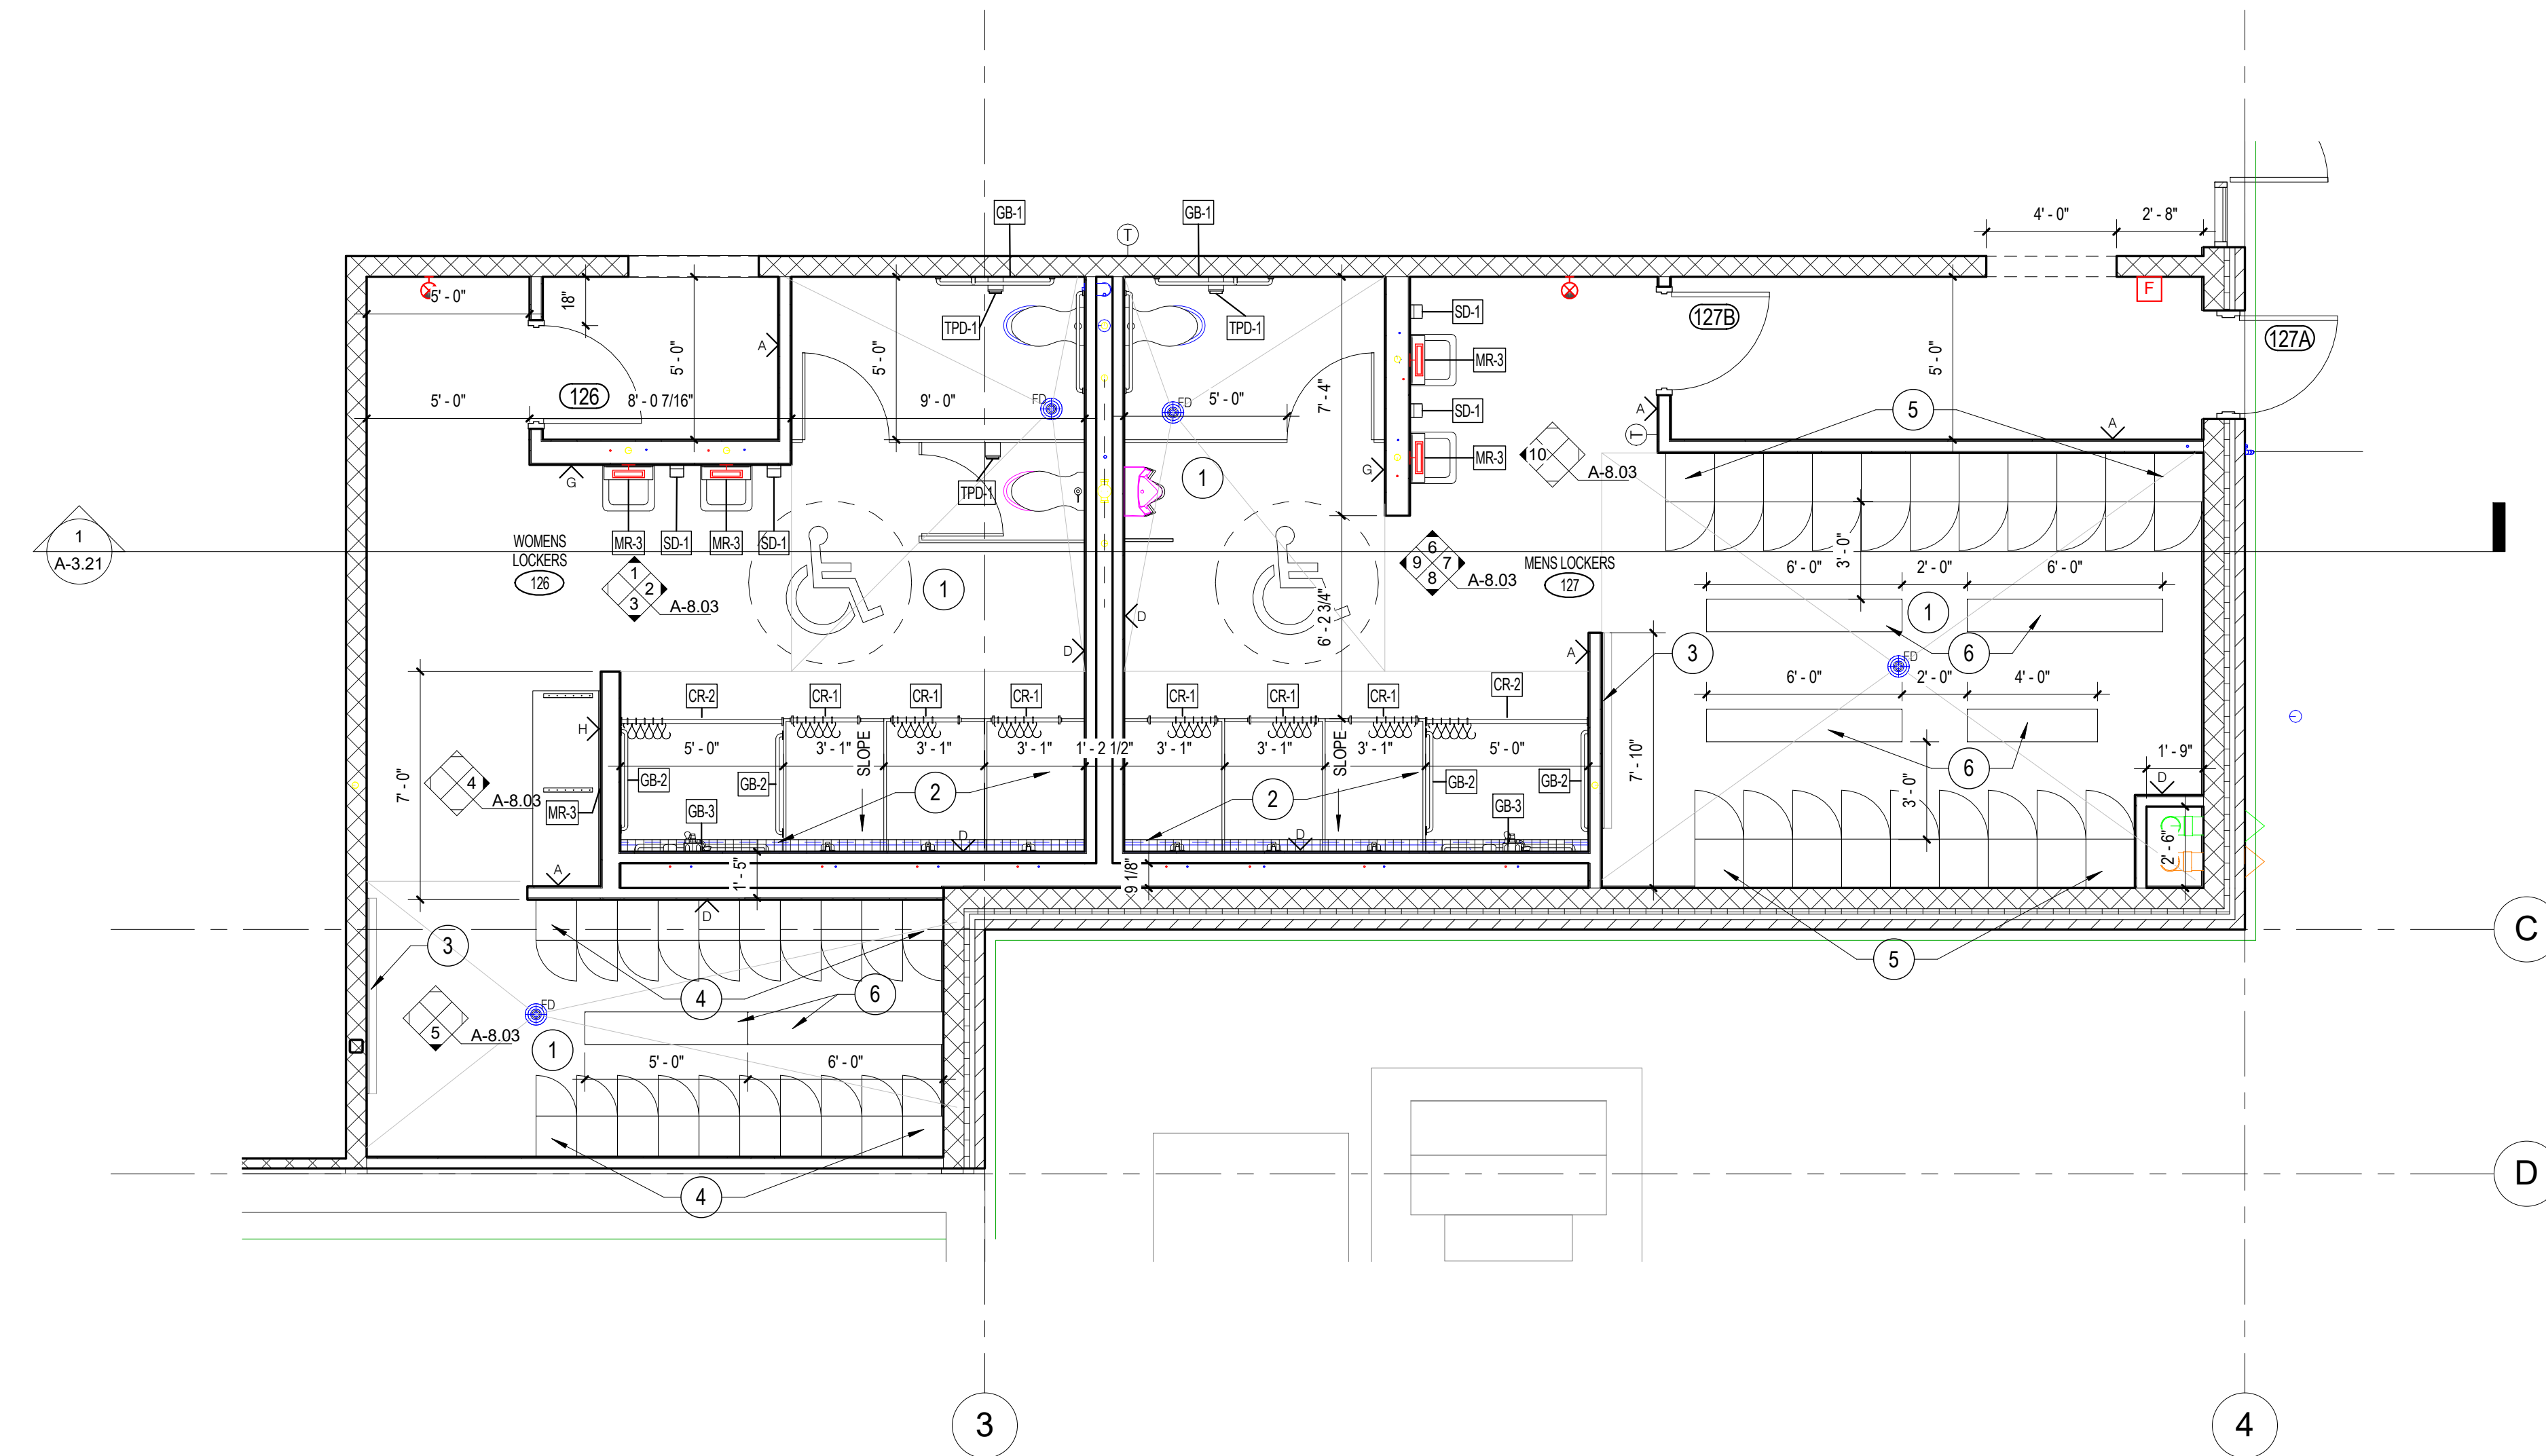 GB-1
GB-1
T
4' - 0"
2' - 8"
5' - 0"
18"
F
TPD-1
TPD-1
SD-1
127B
127A
A
5' - 0"
5' - 0"
MR-3
5' - 0"
5' - 0"
126
8' - 0 7/16"
9' - 0"
FD
FD
5' - 0"
7' - 4"
SD-1
A
5
A
T
MR-3
10
A-8.03
G
G
1
TPD-1
1
A-3.21
WOMENS
LOCKERS
126
MR-3
SD-1
MR-3
SD-1
1
2
3
A-8.03
1
6
9
7
8
A-8.03
MENS LOCKERS
127
3' - 0"
6' - 0"
2' - 0"
6' - 0"
1
D
D
6' - 2 3/4"
A
3
6
FD
6' - 0"
2' - 0"
4' - 0"
CR-2
CR-1
CR-1
CR-1
CR-1
CR-1
CR-1
CR-2
H
5' - 0"
3' - 1"
SLOPE
3' - 1"
3' - 1"
1' - 2 1/2"
3' - 1"
3' - 1"
SLOPE
3' - 1"
5' - 0"
7' - 10"
6
1' - 9"
D
4
A-8.03
7' - 0"
MR-3
GB-2
GB-2
GB-3
2
2
GB-2
GB-3
GB-2
3' - 0"
D
D
2' - 6"
A
1' - 5"
9 1/8"
D
3
4
6
5
C
FD
5
A-8.03
1
5' - 0"
6' - 0"
4
D
3
4